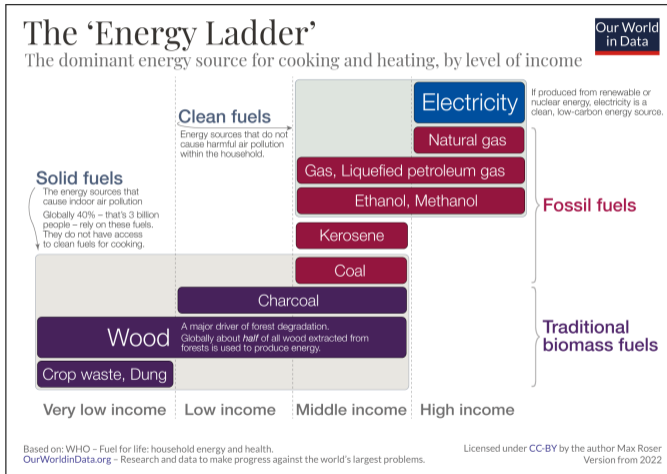 The ‘Energy Ladder’
The dominant energy source for cooking and heating, by level of income
Our World
in Data
Electricity
If produced from renewable or
nuclear energy, electricity is a
clean, low-carbon energy source.
Clean fuels
Energy sources that do not
cause harmful air pollution
within the household.
Natural gas
Gas, Liquefied petroleum gas
Ethanol, Methanol
Fossil fuels
Solid fuels
The energy sources that
cause indoor air pollution
Globally 40% – that's 3 billion
people – rely on these fuels.
They do not have access
to clean fuels for cooking.
Kerosene
Coal
Charcoal
Wood
A major driver of forest degradation.
Globally about half of all wood extracted from
forests is used to produce energy.
Traditional
biomass fuels
Crop waste, Dung
Very low income
Low income
Middle income
High income
Based on: WHO – Fuel for life: household energy and health.
OurWorldinData.org – Research and data to make progress against the world's largest problems.
Licensed under CC-BY by the author Max Roser
Version from 2022